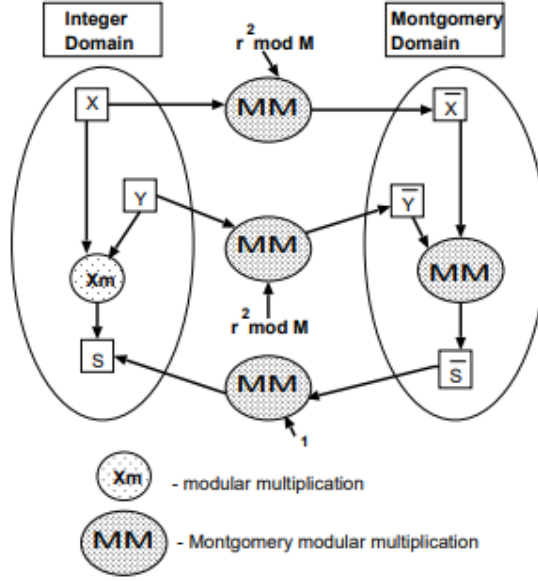 Integer
Domain
r² mod M
Montgomery
Domain
X
MM
X̅
Y
MM
Y̅
Xm
MM
r² mod M
S
MM
S̅
1
Xm - modular multiplication
MM - Montgomery modular multiplication